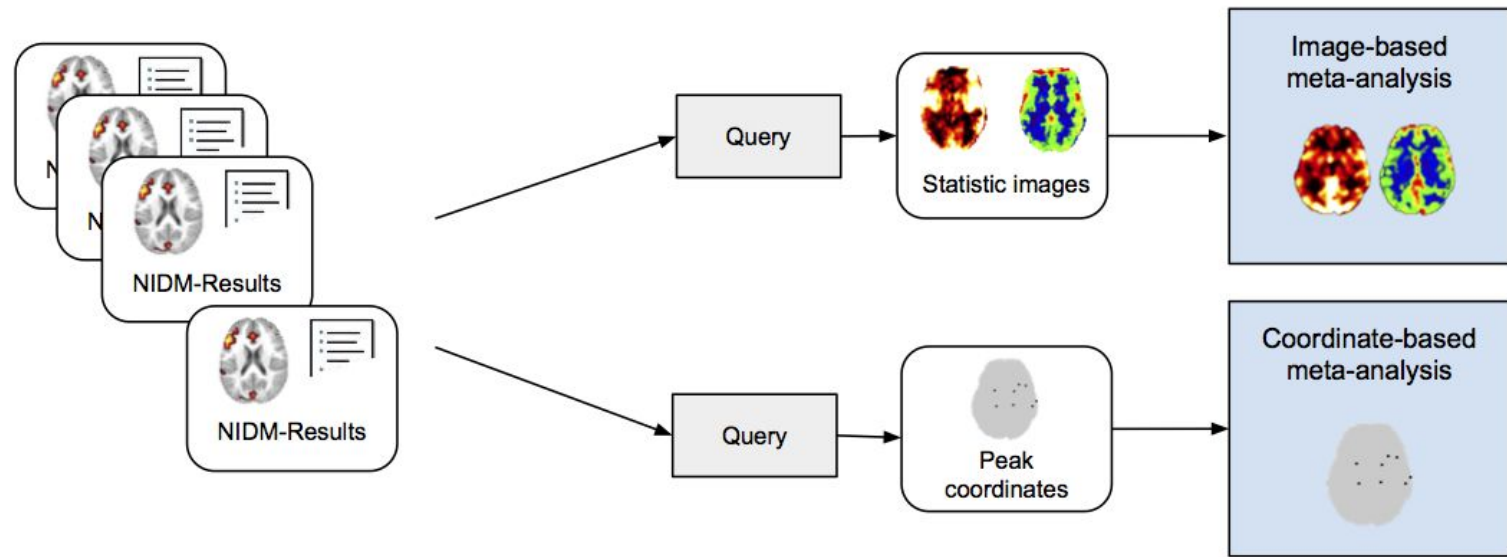 N
N
NIDM-Results
NIDM-Results
Query
Statistic images
Image-based
meta-analysis
Query
Peak
coordinates
Coordinate-based
meta-analysis